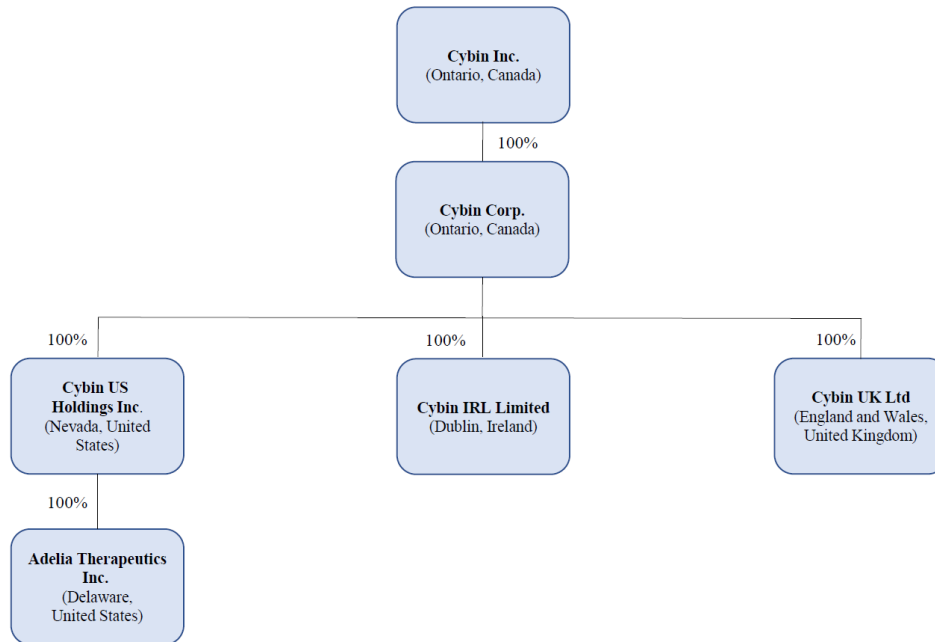 Cybin Inc.
(Ontario, Canada)
100%
Cybin Corp.
(Ontario, Canada)
100%
100%
100%
Cybin US
Holdings Inc.
(Nevada, United
States)
Cybin IRL Limited
(Dublin, Ireland)
Cybin UK Ltd
(England and Wales,
United Kingdom)
100%
Adelia Therapeutics
Inc.
(Delaware,
United States)